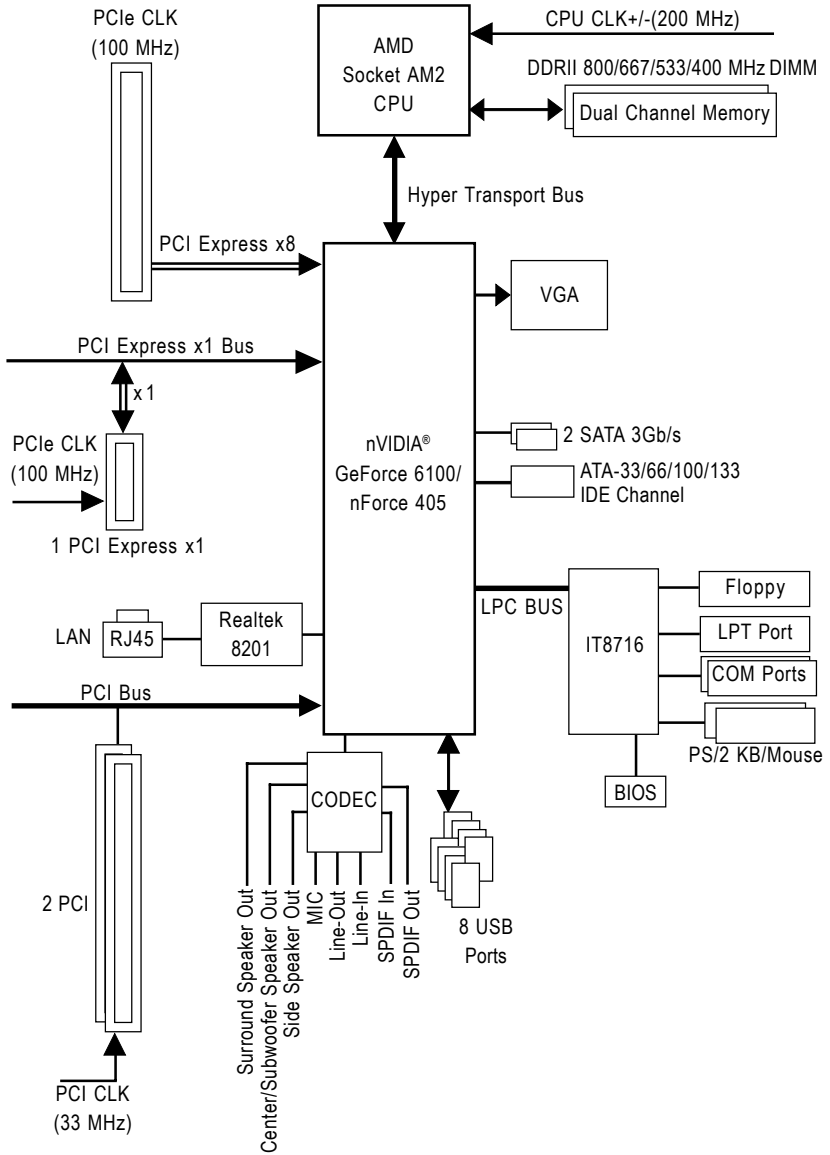 PCIe CLK
(100 MHz)
AMD
Socket AM2
CPU
CPU CLK+/-(200 MHz)
DDRII 800/667/533/400 MHz DIMM
Dual Channel Memory
Hyper Transport Bus
PCI Express x8
VGA
PCI Express x1 Bus
x1
PCIe CLK
(100 MHz)
1 PCI Express x1
nVIDIA®
GeForce 6100/
nForce 405
2 SATA 3Gb/s
ATA-33/66/100/133
IDE Channel
LPC BUS
IT8716
Floppy
LPT Port
COM Ports
PS/2 KB/Mouse
BIOS
LAN
RJ45
Realtek
8201
PCI Bus
2 PCI
PCI CLK
(33 MHz)
CODEC
Surround Speaker Out
Center/Subwoofer Speaker Out
Side Speaker Out
MIC
Line-Out
Line-In
SPDIF In
SPDIF Out
8 USB
Ports